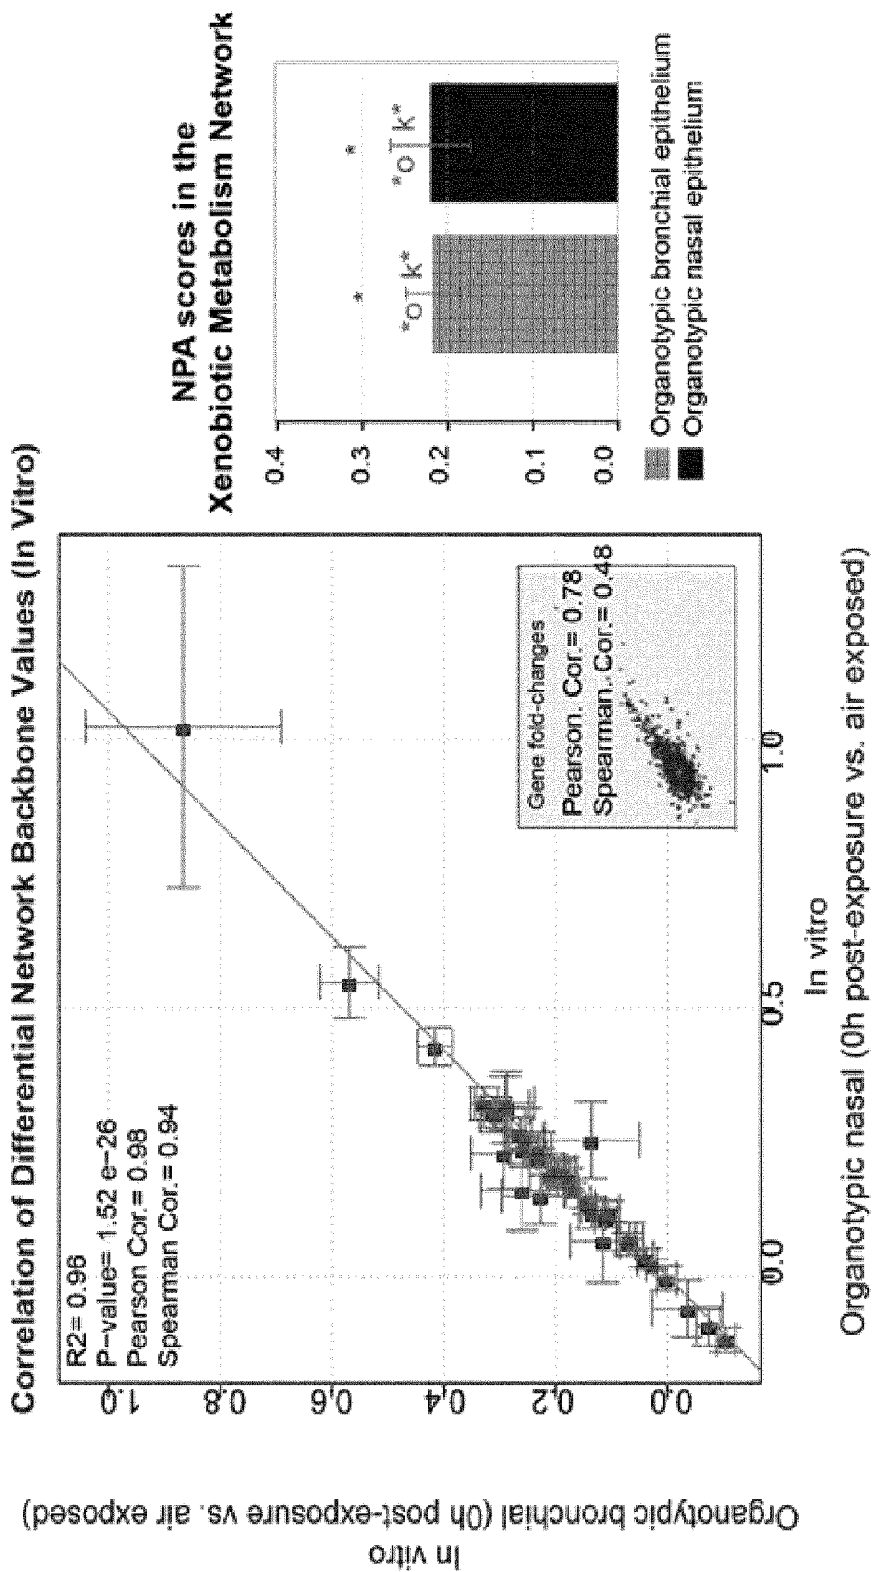 Correlation of Differential Network Backbone Values (In Vitro)
R2= 0.96
P-value= 1.52 e-26
Pearson Cor.= 0.98
Spearman Cor.= 0.94
1.0
0.8
0.6
0.4
0.2
0.0
In vitro
Organotypic bronchial (0h post-exposure vs. air exposed)
Gene fold-changes
Pearson. Cor.= 0.78
Spearman. Cor.= 0.48
0.0
0.5
1.0
In vitro
Organotypic nasal (0h post-exposure vs. air exposed)
NPA scores in the
Xenobiotic Metabolism Network
0.4
0.3
0.2
0.1
0.0
*
*
*o k*
*o k*
Organotypic bronchial epithelium
Organotypic nasal epithelium